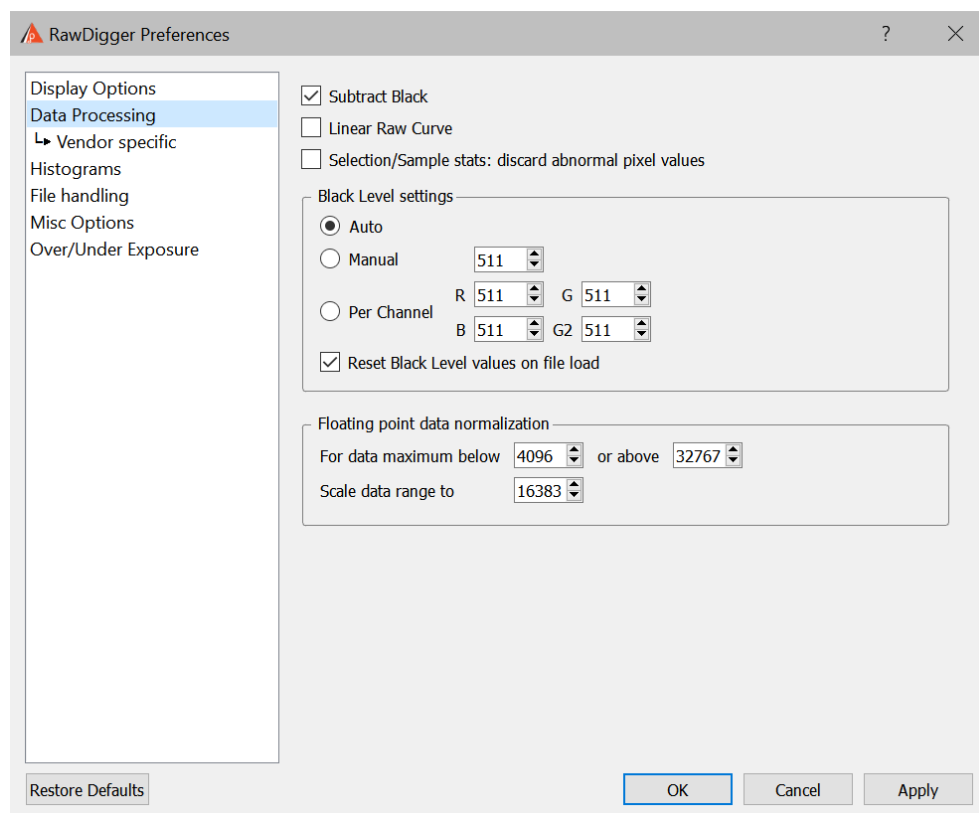 RawDigger Preferences
?
Display Options
Data Processing
Vendor specific
Histograms
File handling
Misc Options
Over/Under Exposure
Subtract Black
Linear Raw Curve
Selection/Sample stats: discard abnormal pixel values
Black Level settings
Auto
Manual 511
R 511 G 511
Per Channel
B 511 G2 511
Reset Black Level values on file load
Floating point data normalization
For data maximum below 4096 or above 32767
Scale data range to 16383
Restore Defaults OK Cancel Apply